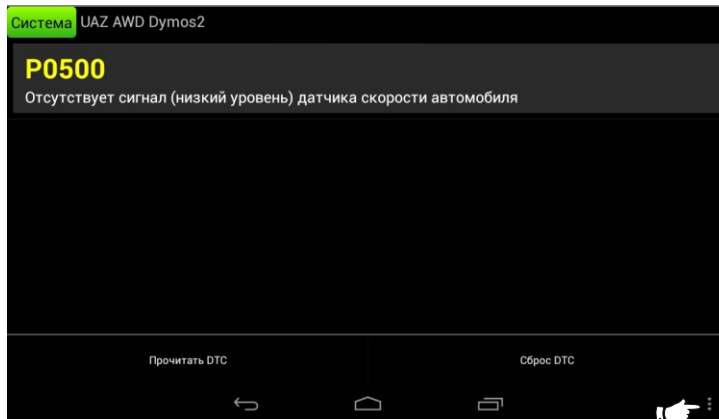 Система UAZ AWD Dymos2
P0500
Отсутствует сигнал (низкий уровень) датчика скорости автомобиля
Прочитать DTC Сброс DTC